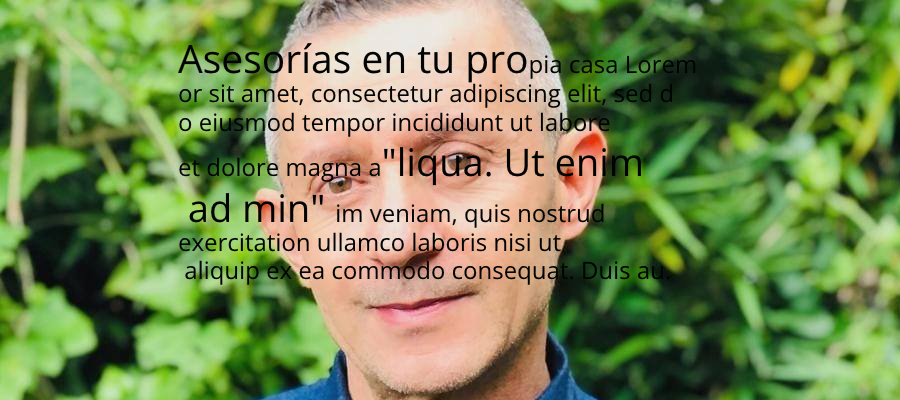 Asesorías en tu propia casa Lorem
or sit amet, consectetur adipiscing elit, sed d
o eiusmod tempor incididunt ut labore
et dolore magna a"liqua. Ut enim
ad min" im veniam, quis nostrud
exercitation ullamco laboris nisi ut
aliquip ex ea commodo consequat. Duis au.